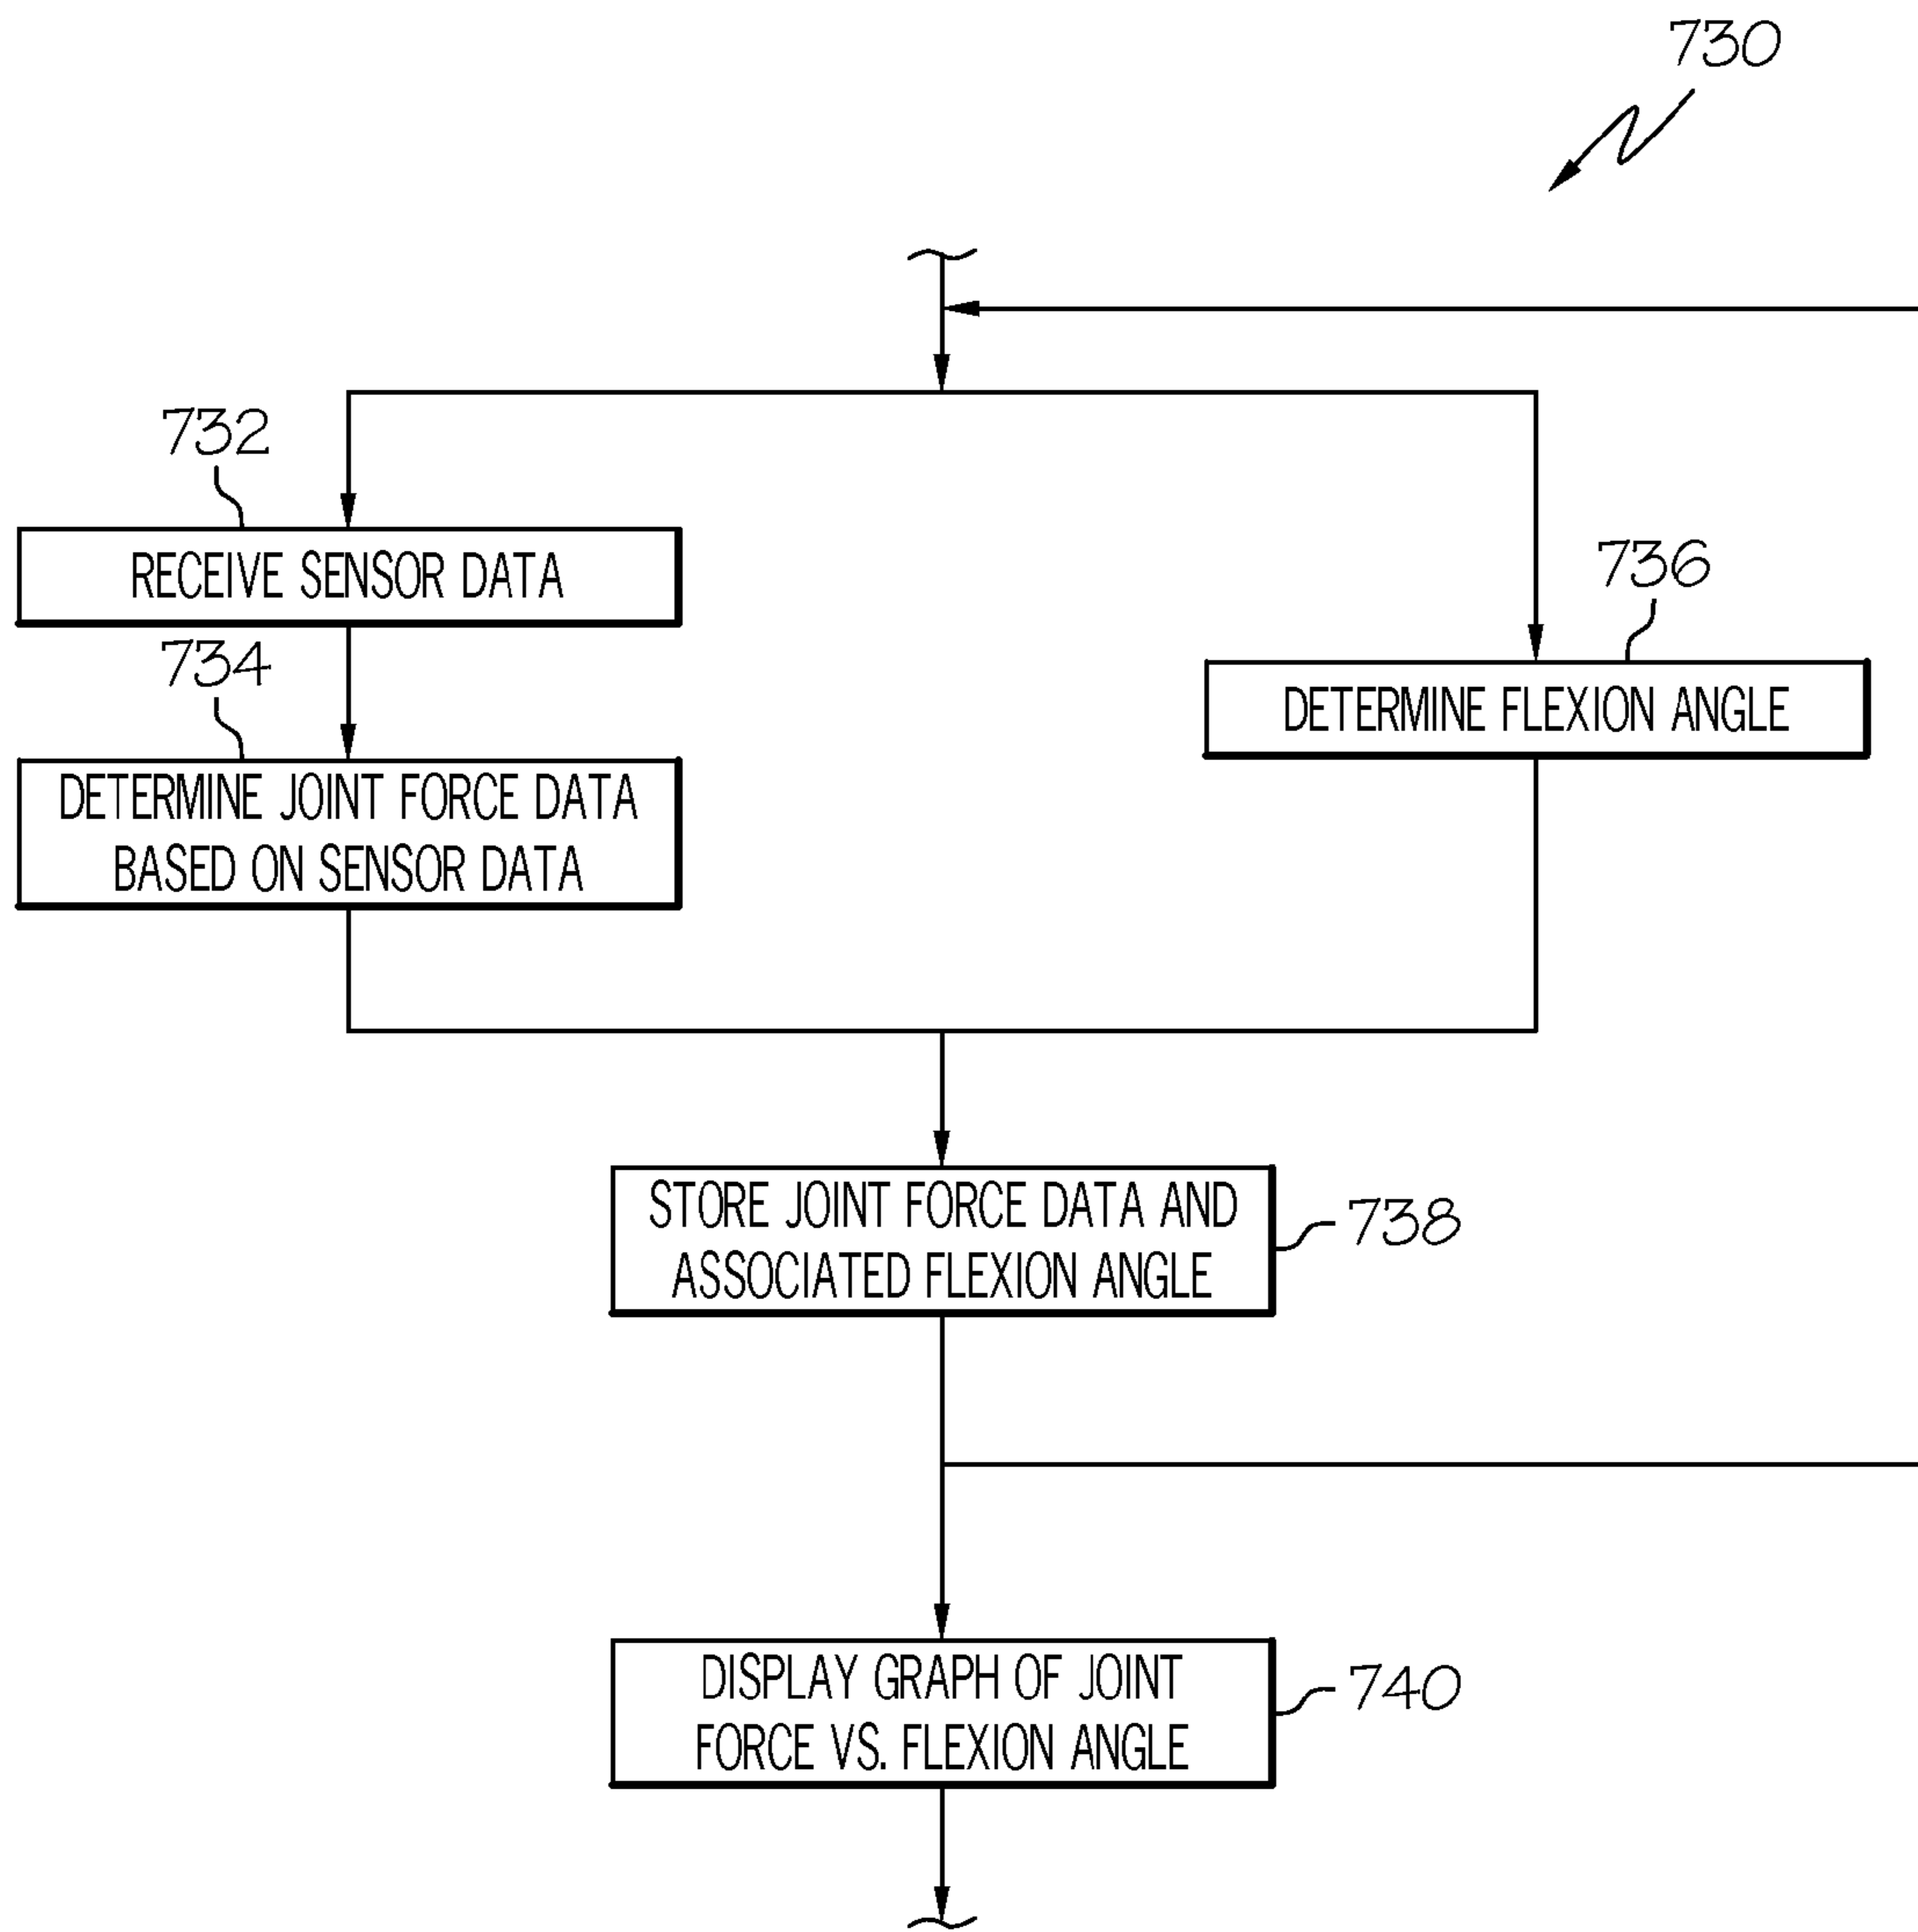 730
732
RECEIVE SENSOR DATA
736
734
DETERMINE FLEXION ANGLE
DETERMINE JOINT FORCE DATA
BASED ON SENSOR DATA
STORE JOINT FORCE DATA AND
ASSOCIATED FLEXION ANGLE
738
DISPLAY GRAPH OF JOINT
FORCE VS. FLEXION ANGLE
740